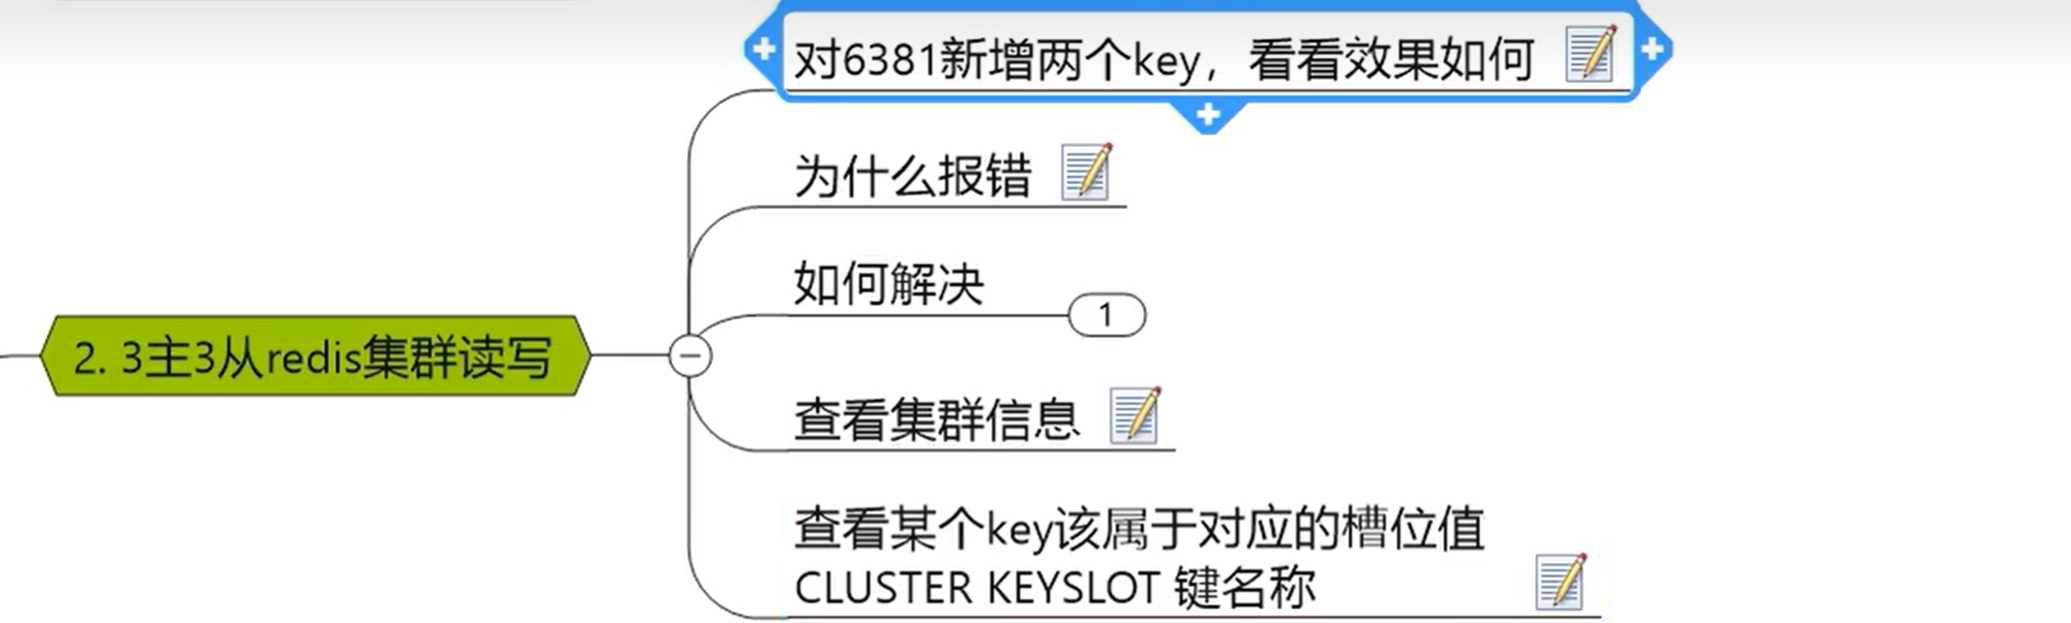 对6381新增两个key，看看效果如何
为什么报错
如何解决
1
2. 3主3从redis集群读写
查看集群信息
查看某个key该属于对应的槽位值
CLUSTER KEYSLOT 键名称